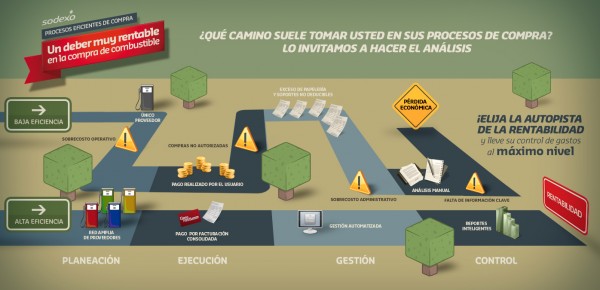 sodexo
PROCESOS EFICIENTES DE COMPRA
Un deber muy rentable
en la compra de combustible
¿QUÉ CAMINO SUELE TOMAR USTED EN SUS PROCESOS DE COMPRA?
LO INVITAMOS A HACER EL ANÁLISIS
BAJA EFICIENCIA
ÚNICO
PROVEEDOR
SOBRECOSTO OPERATIVO
COMPRAS NO AUTORIZADAS
PAGO REALIZADO POR EL USUARIO
EXCESO DE PAPELERÍA
Y SOPORTES NO DEDUCIBLES
SOBRECOSTO ADMINISTRATIVO
PÉRDIDA
ECONÓMICA
ANÁLISIS MANUAL
FALTA DE INFORMACIÓN CLAVE
¡ELIJA LA AUTOPISTA
DE LA RENTABILIDAD
y lleve su control de gastos
al máximo nivel
ALTA EFICIENCIA
RED AMPLIA
DE PROVEEDORES
PAGO POR FACTURACIÓN
CONSOLIDADA
GESTIÓN AUTOMATIZADA
REPORTES
INTELIGENTES
RENTABILIDAD
PLANEACIÓN
EJECUCIÓN
GESTIÓN
CONTROL